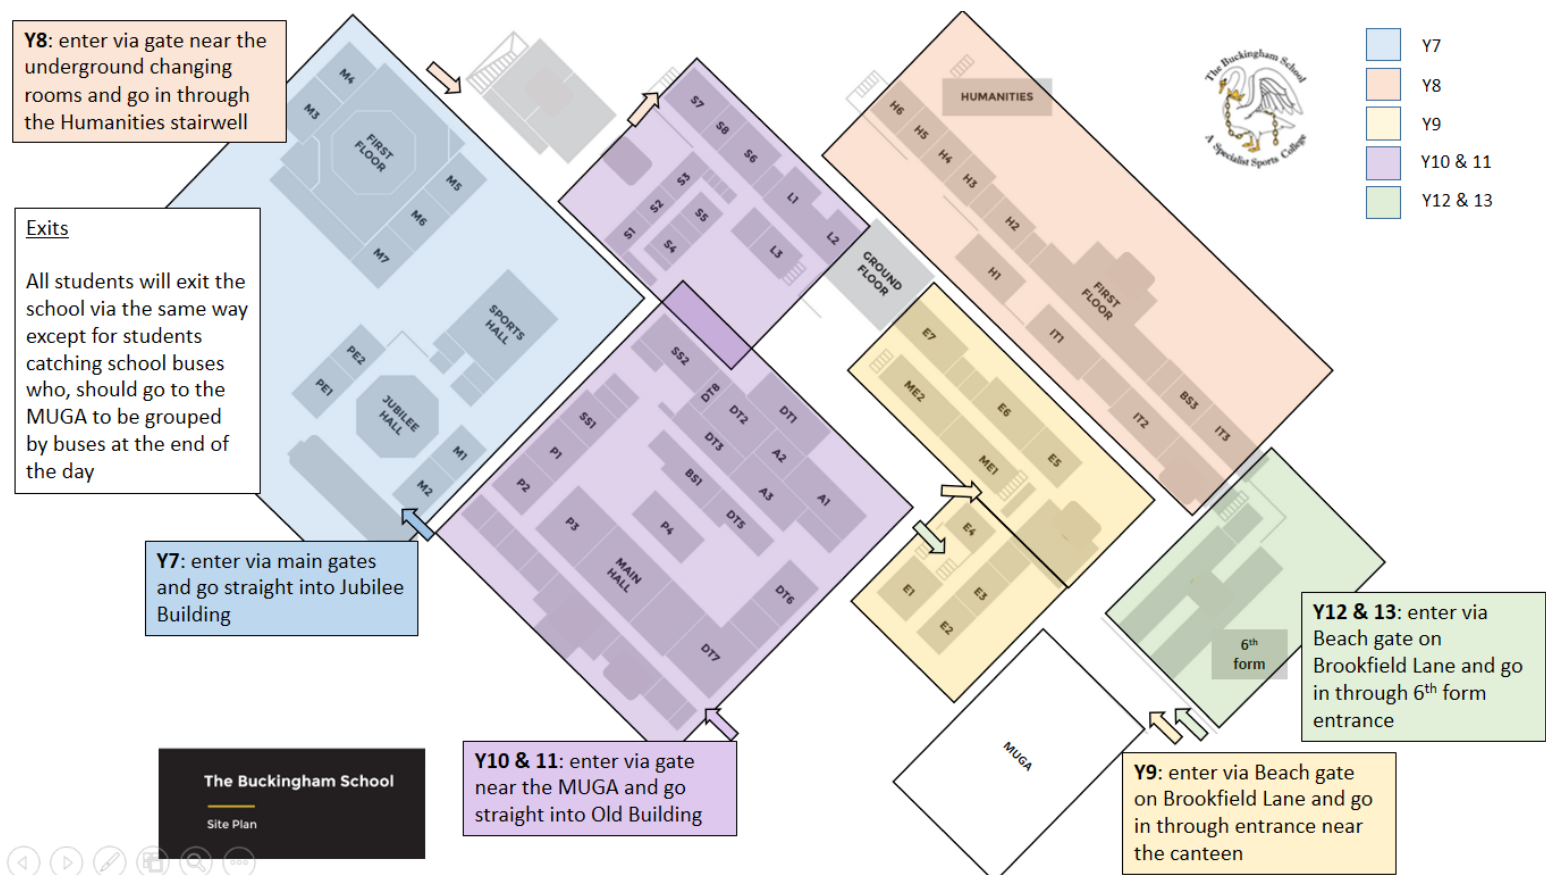 Y8: enter via gate near the
underground changing
rooms and go in through
the Humanities stairwell
Exits
All students will exit the
school via the same way
except for students
catching school buses
who, should go to the
MUGA to be grouped
by buses at the end of
the day
Y7: enter via main gates
and go straight into Jubilee
Building
M4
M3
FIRST
FLOOR
M5
M6
M7
SPORTS
HALL
PE2
PE1
JUBILEE
HALL
M1
M2
S7
S8
S6
S3
S2
S1
S5
S4
L1
L2
L3
GROUND
FLOOR
HUMANITIES
H6
H5
H4
H3
H2
H1
FIRST
FLOOR
IT1
IT2
BS3
IT3
The Buckingham School
A Specialist Sports College
Y7
Y8
Y9
Y10 & 11
Y12 & 13
SS2
DT8
DT2
DT1
DT3
A2
SS1
P1
P2
BS1
A3
A1
DT5
P3
P4
MAIN
HALL
DT6
DT7
E7
ME2
E6
E5
ME1
E4
E1
E3
E2
6th
form
MUGA
Y12 & 13: enter via
Beach gate on
Brookfield Lane and go
in through 6th form
entrance
Y10 & 11: enter via gate
near the MUGA and go
straight into Old Building
Y9: enter via Beach gate
on Brookfield Lane and go
in through entrance near
the canteen
The Buckingham School
Site Plan